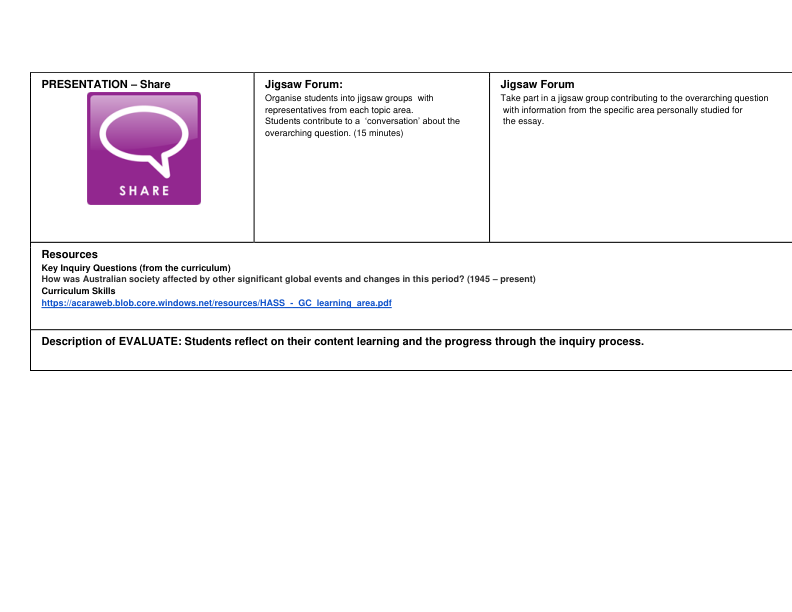 PRESENTATION – Share
SHARE
Jigsaw Forum:
Organise students into jigsaw groups  with
representatives from each topic area.
Students contribute to a  ‘conversation’ about the
overarching question. (15 minutes)
Jigsaw Forum
Take part in a jigsaw group contributing to the overarching question
with information from the specific area personally studied for
the essay.
Resources
Key Inquiry Questions (from the curriculum)
How was Australian society affected by other significant global events and changes in this period? (1945 – present)
Curriculum Skills
https://acaraweb.blob.core.windows.net/resources/HASS_-_GC_learning_area.pdf
Description of EVALUATE: Students reflect on their content learning and the progress through the inquiry process.